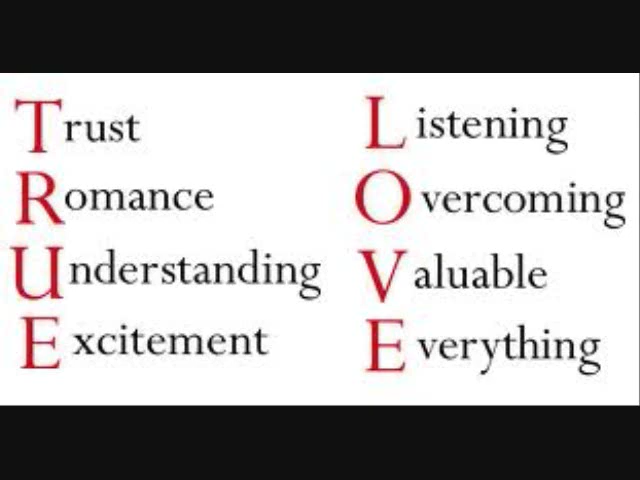 Trust
Romance
Understanding
Excitement
Listening
Overcoming
Valuable
Everything